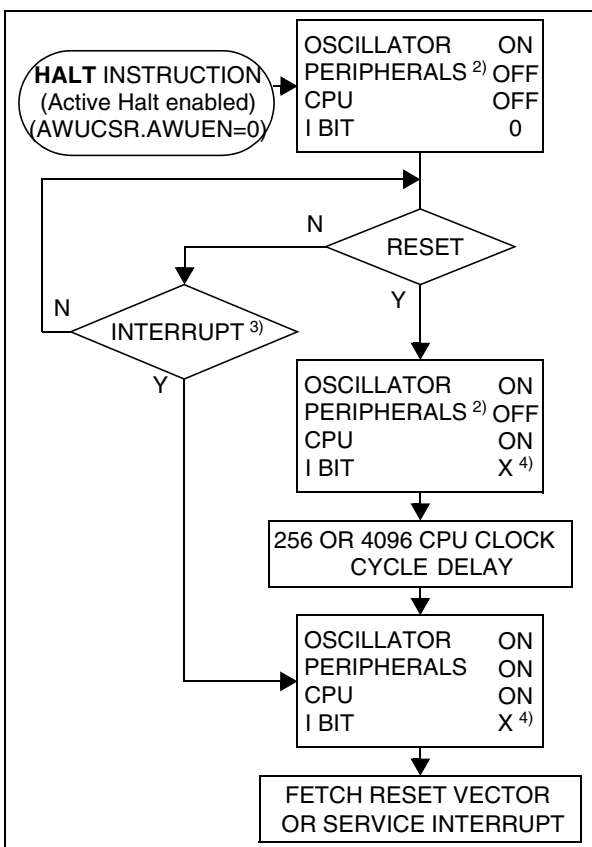 HALT INSTRUCTION
(Active Halt enabled)
(AWUCSR.AWUEN=0)
OSCILLATOR ON
PERIPHERALS 2) OFF
CPU OFF
I BIT 0
N
RESET
Y
N
INTERRUPT 3)
Y
OSCILLATOR ON
PERIPHERALS 2) OFF
CPU ON
I BIT X 4)
256 OR 4096 CPU CLOCK
CYCLE DELAY
OSCILLATOR ON
PERIPHERALS ON
CPU ON
I BIT X 4)
FETCH RESET VECTOR
OR SERVICE INTERRUPT